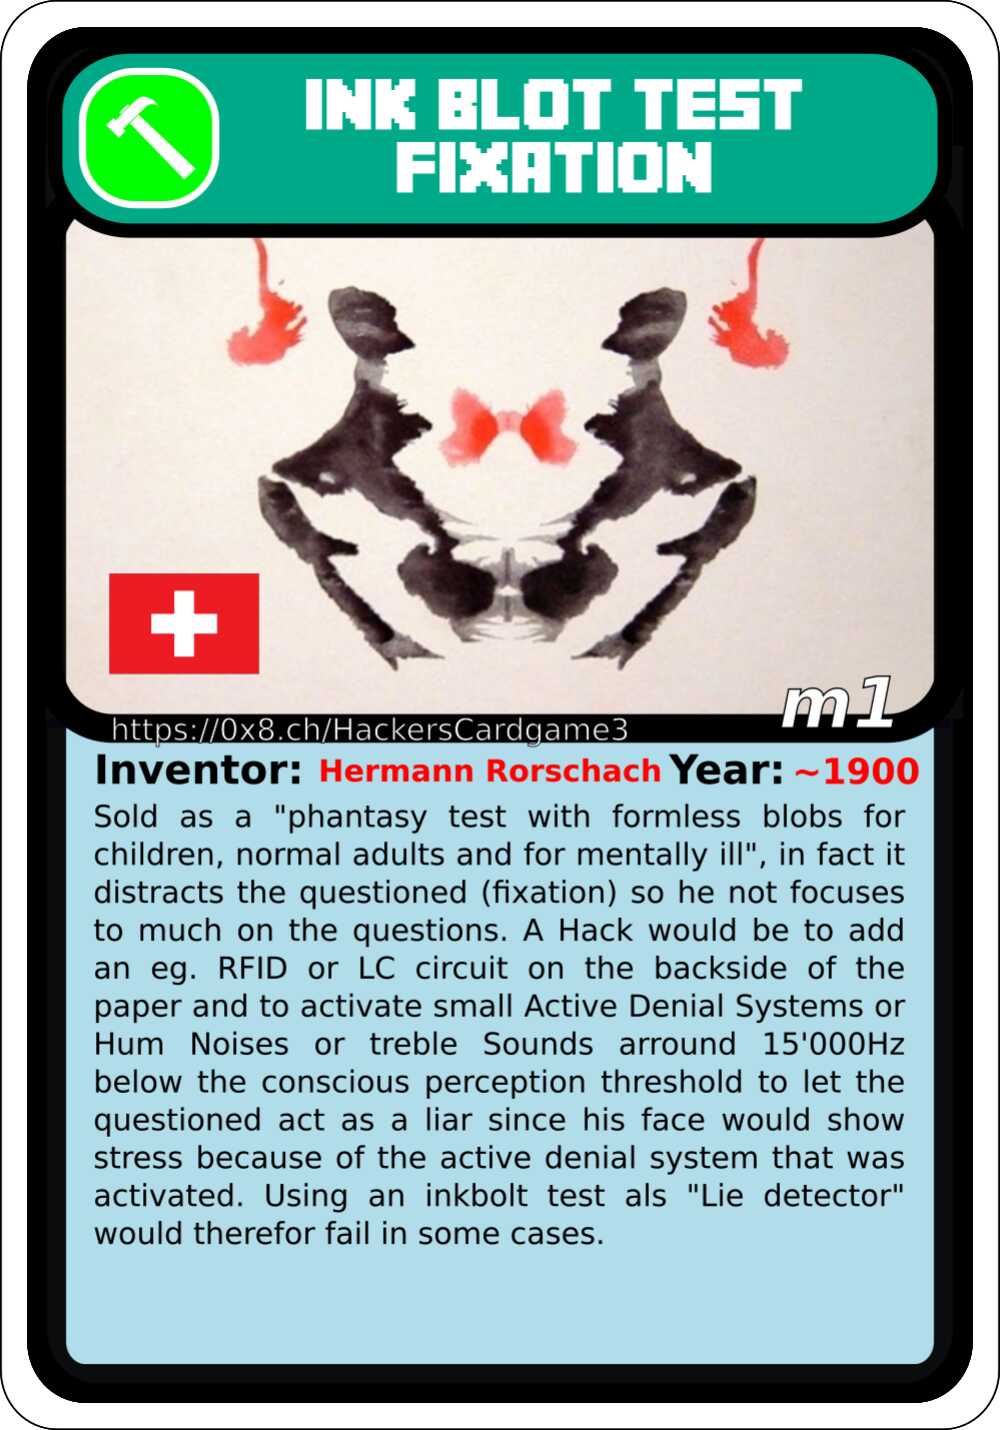 INK BLOT TEST
FIXATION
m1
https://0x8.ch/HackersCardgame3
Inventor: Hermann Rorschach Year: ~1900
Sold as a "phantasy test with formless blobs for
children, normal adults and for mentally ill", in fact it
distracts the questioned (fixation) so he not focuses
to much on the questions. A Hack would be to add
an eg. RFID or LC circuit on the backside of the
paper and to activate small Active Denial Systems or
Hum Noises or treble Sounds arround 15'000Hz
below the conscious perception threshold to let the
questioned act as a liar since his face would show
stress because of the active denial system that was
activated. Using an inkbolt test als "Lie detector"
would therefor fail in some cases.